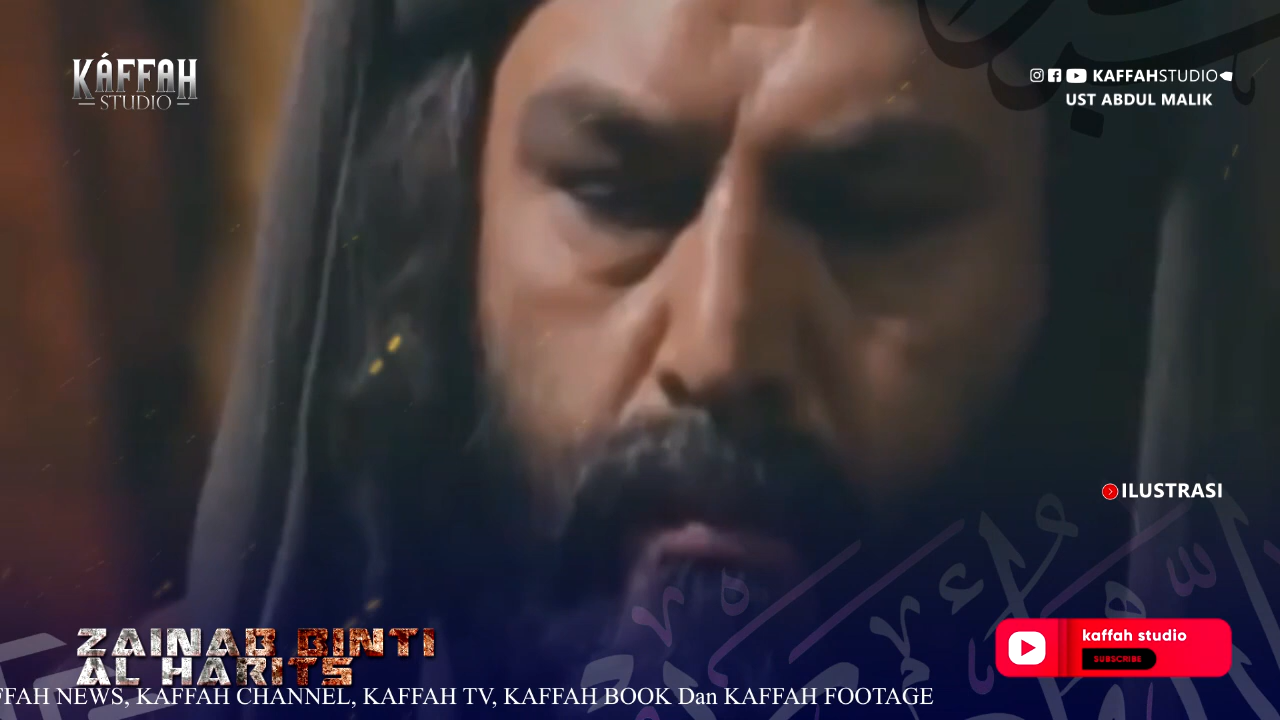 KÁFFAH
STUDIO
KAFFAHSTUDIO
UST ABDUL MALIK
ILUSTRASI
ZAINAB BINTI
AL HARITS
kaffah studio
SUBSCRIBE
FFAH NEWS, KAFFAH CHANNEL, KAFFAH TV, KAFFAH BOOK Dan KAFFAH FOOTAGE